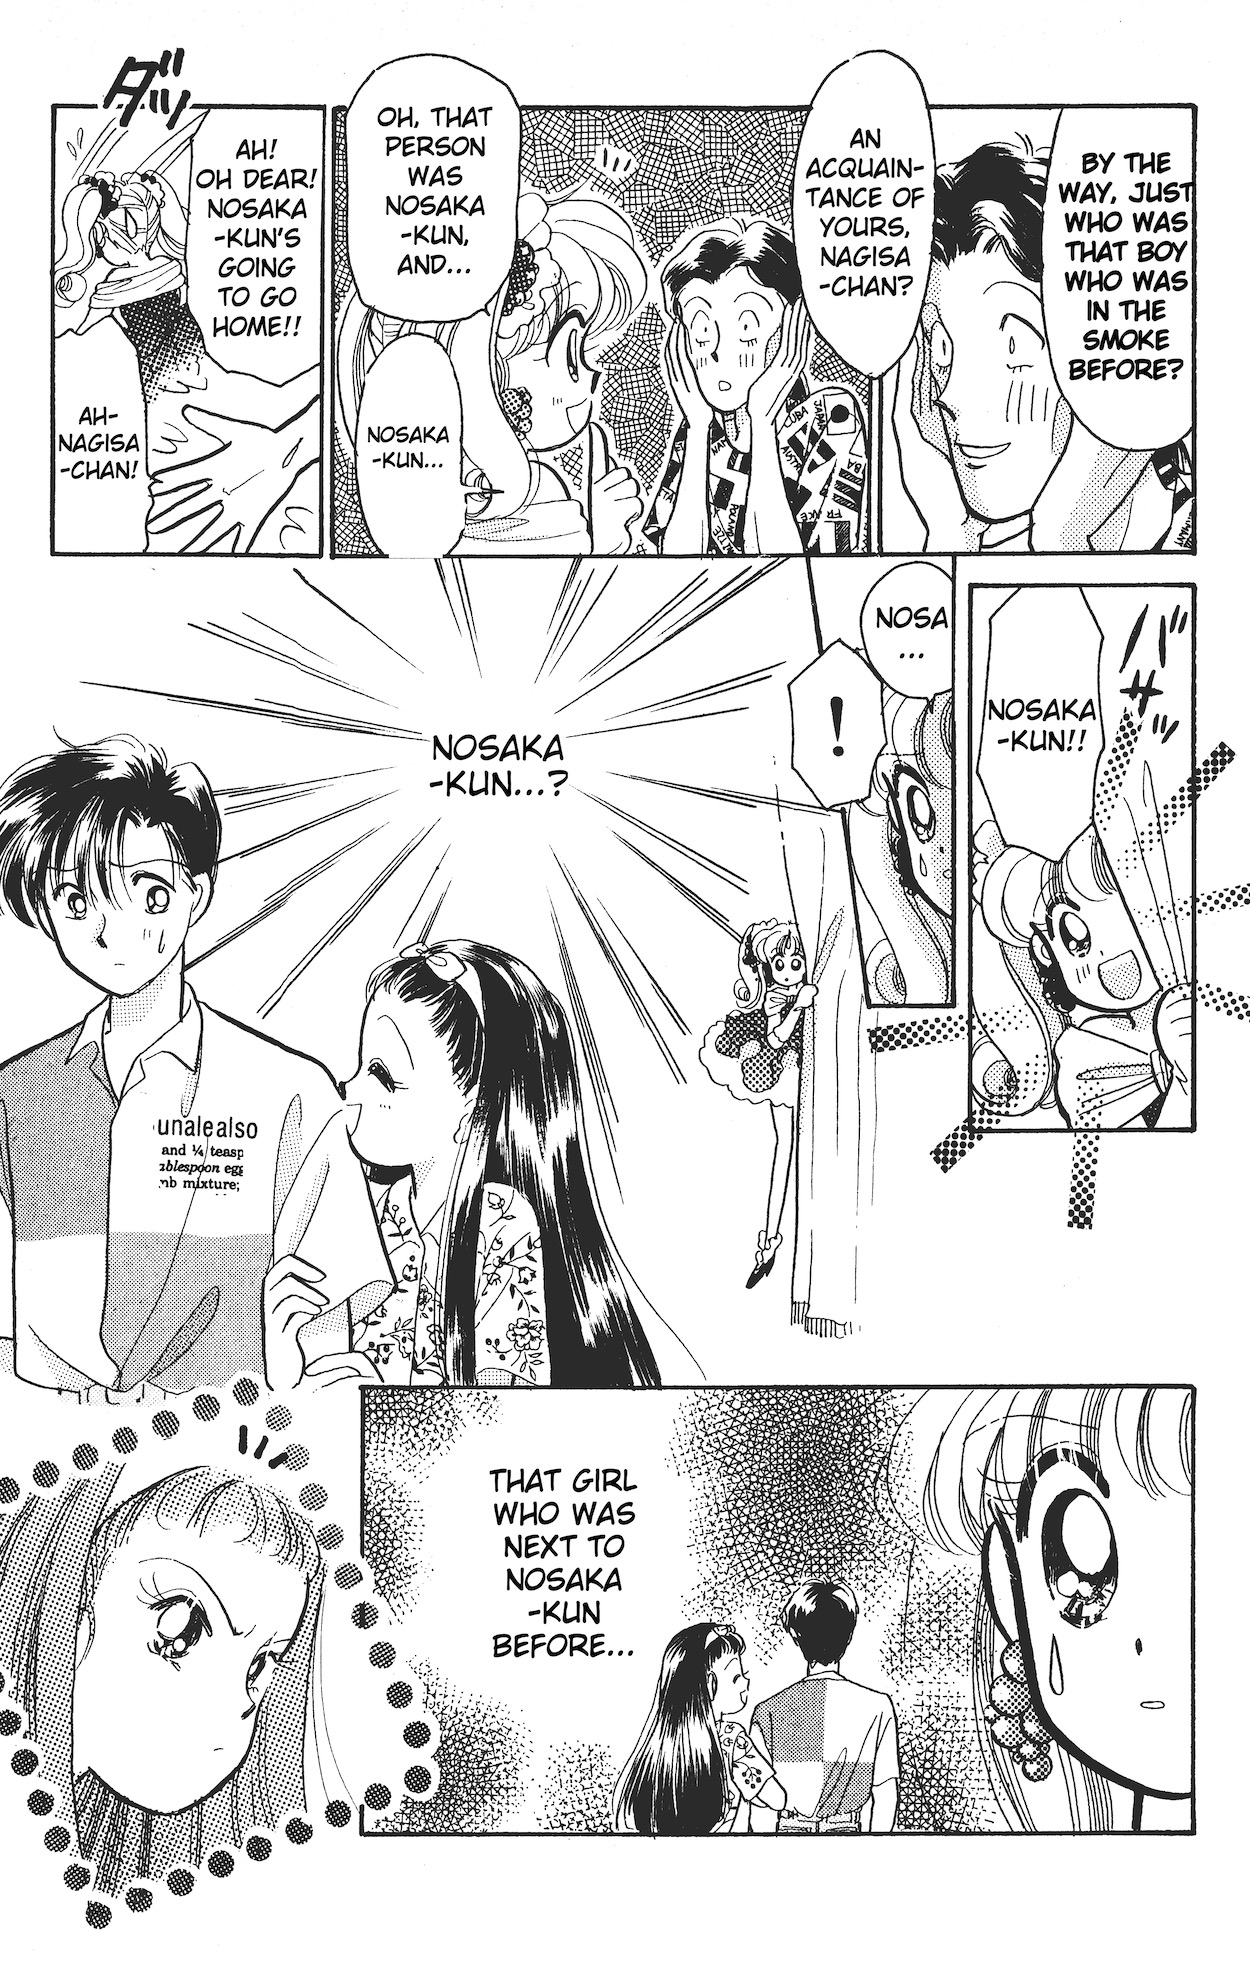 BY THE
WAY, JUST
WHO WAS
THAT BOY
WHO WAS
IN THE
SMOKE
BEFORE?
AN
ACQUAIN-
TANCE OF
YOURS,
NAGISA
-CHAN?
OH, THAT
PERSON
WAS
NOSAKA
-KUN,
AND...
NOSAKA
-KUN...
ダッ
AH!
OH DEAR!
NOSAKA
-KUN'S
GOING
TO GO
HOME!!
AH-
NAGISA
-CHAN!
バサッ
NOSAKA
-KUN!!
NOSA
...
!
NOSAKA
-KUN...?
unalealso
and ¼ teasp
ablespoon egg
mb mixture;
THAT GIRL
WHO WAS
NEXT TO
NOSAKA
-KUN
BEFORE...